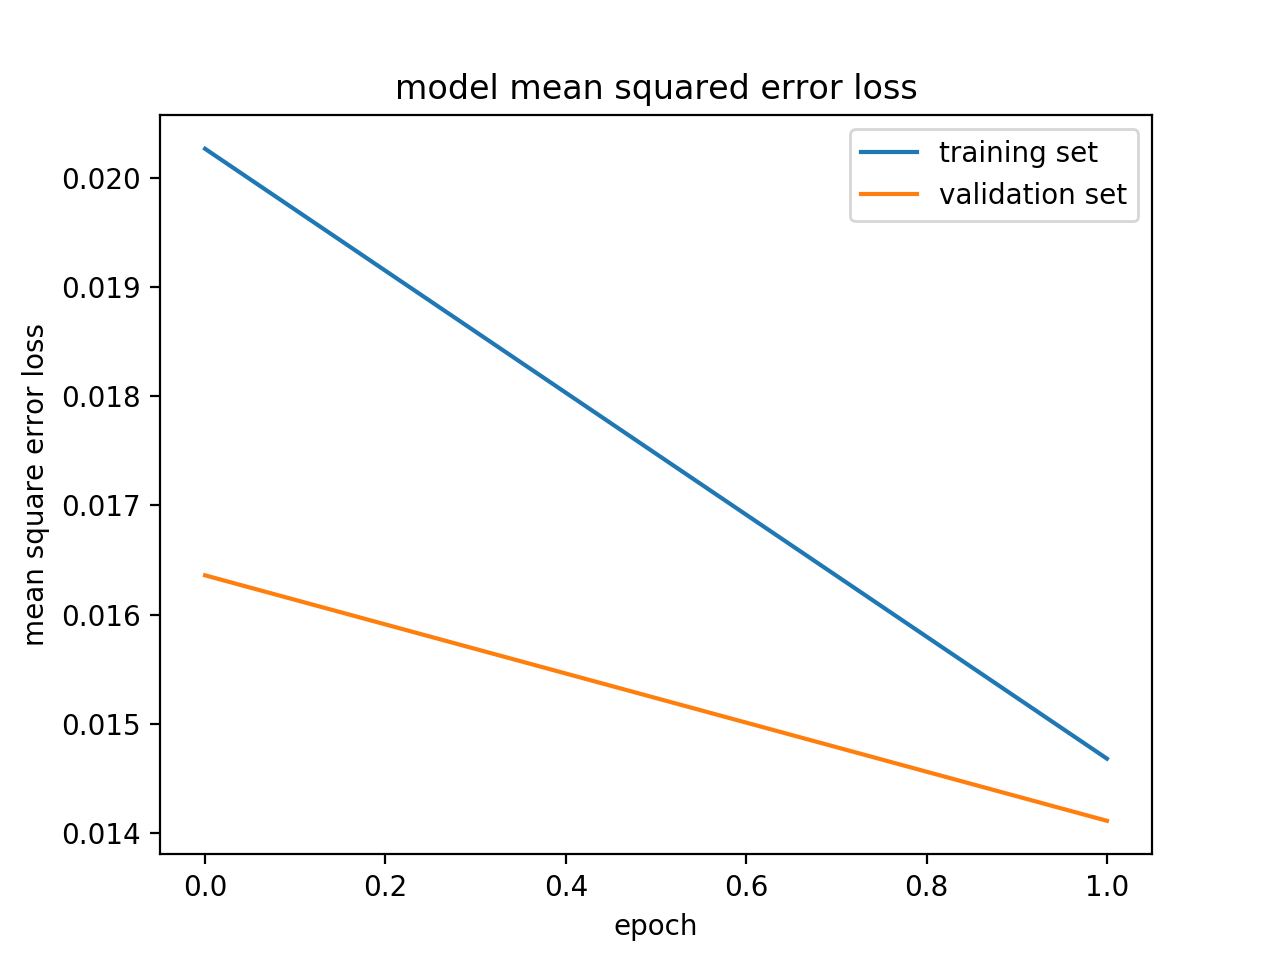 model mean squared error loss
training set
validation set
0.020
0.019
0.018
0.017
0.016
0.015
0.014
mean square error loss
0.0 0.2 0.4 0.6 0.8 1.0
epoch